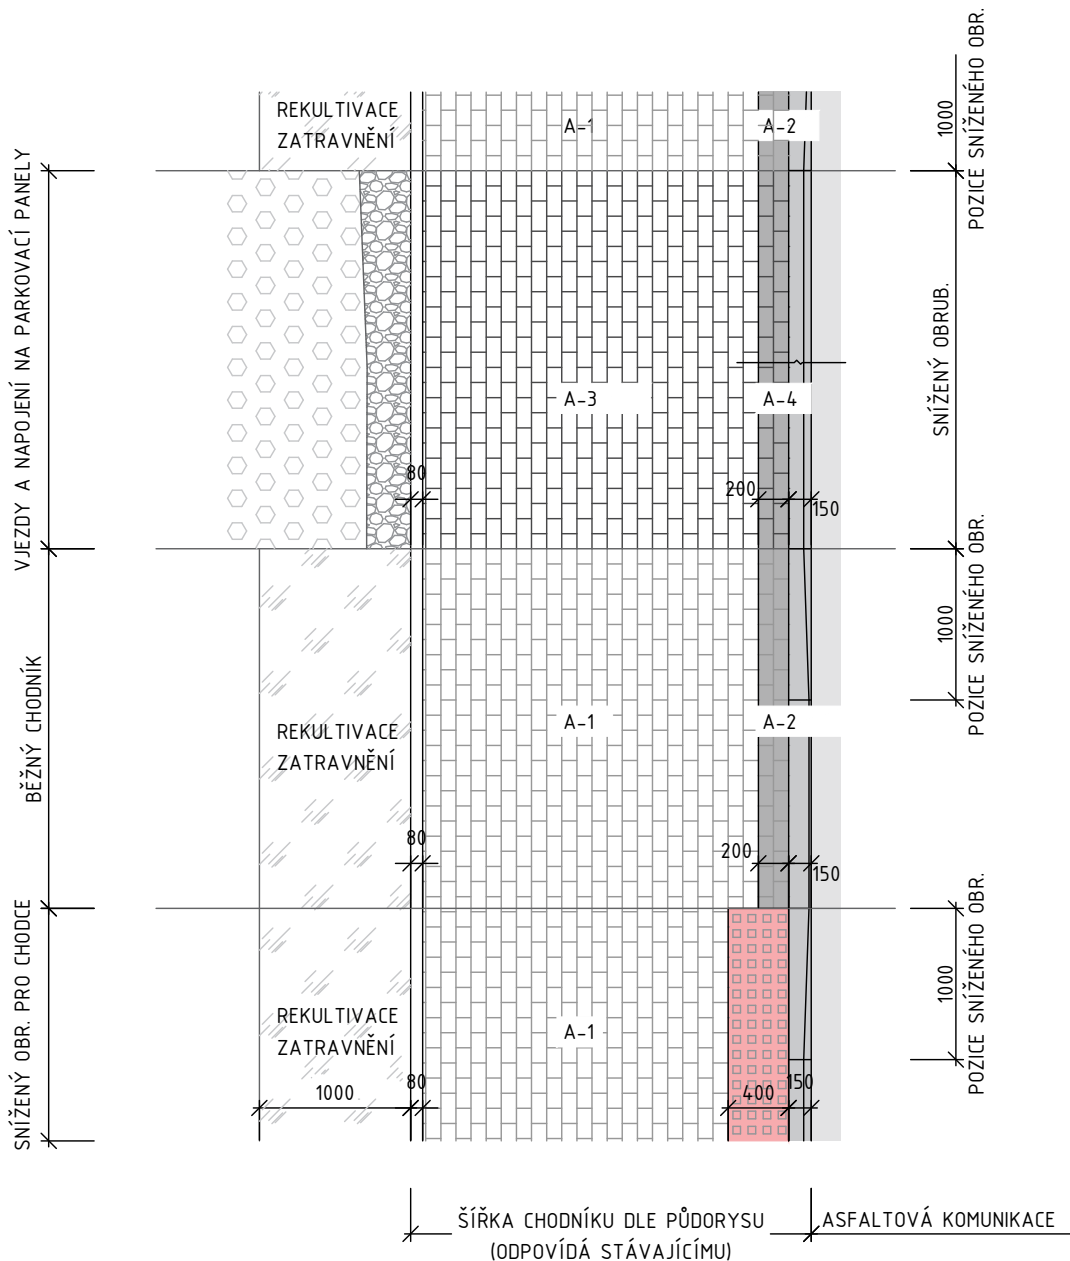 REKULTIVACE
ZATRAVNĚNÍ
A-1
A-2
1000
POZICE SNÍŽENÉHO OBR.
VJEZDY A NAPOJENÍ NA PARKOVACÍ PANELY
A-3
A-4
SNÍŽENÝ OBRUB.
80
200
150
1000
POZICE SNÍŽENÉHO OBR.
BĚŽNÝ CHODNÍK
REKULTIVACE
ZATRAVNĚNÍ
A-1
A-2
80
200
150
SNÍŽENÝ OBR. PRO CHODCE
REKULTIVACE
ZATRAVNĚNÍ
A-1
1000
POZICE SNÍŽENÉHO OBR.
1000
80
400
150
ŠÍŘKA CHODNÍKU DLE PŮDORYSU
(ODPOVÍDÁ STÁVAJÍCÍMU)
ASFALTOVÁ KOMUNIKACE